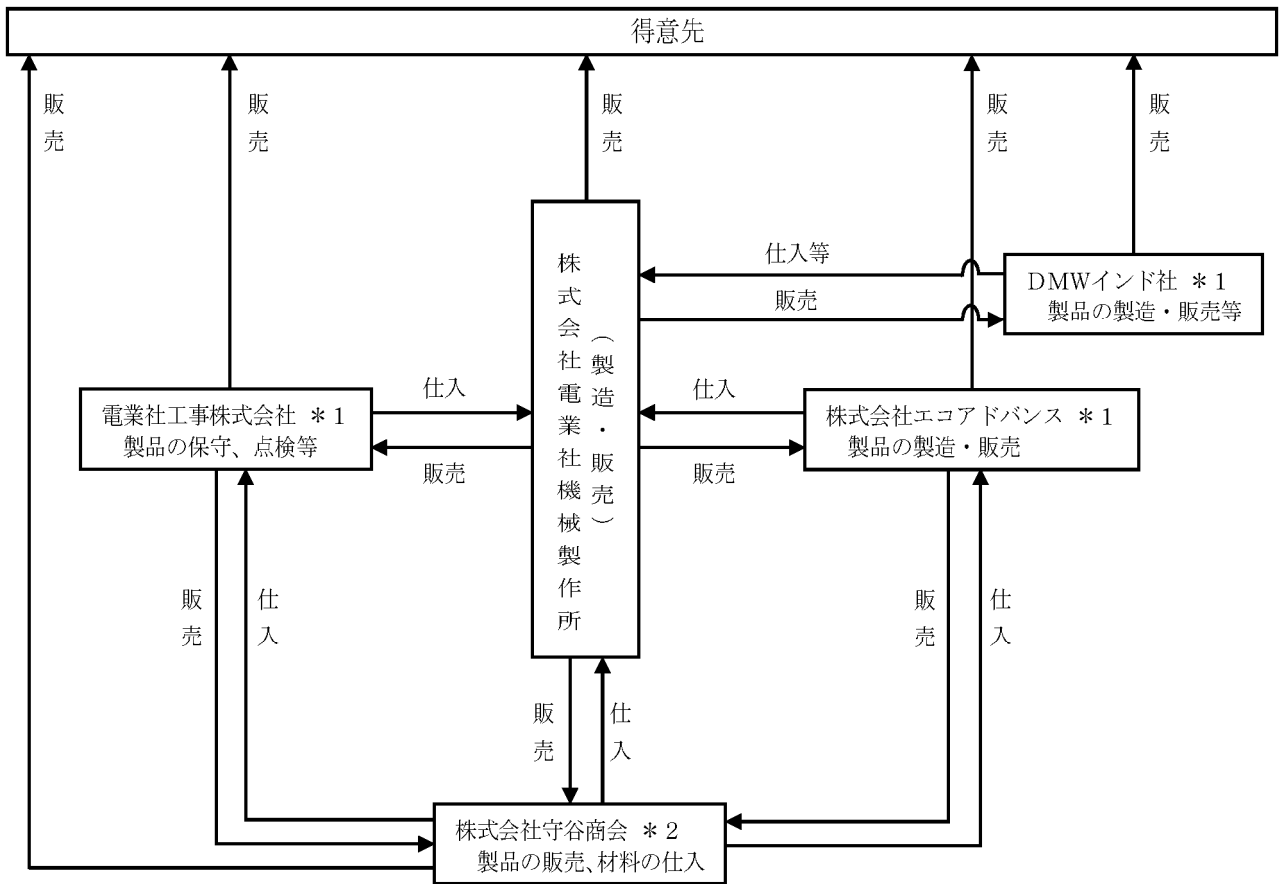 得意先
販売
販売
販売
販売
販売
株式会社電業社機械製作所
(製造・販売)
仕入等
販売
DMWインド社 *1
製品の製造・販売等
電業社工事株式会社 *1
製品の保守、点検等
仕入
販売
仕入
販売
株式会社エコアドバンス *1
製品の製造・販売
販売
仕入
販売
仕入
販売
仕入
株式会社守谷商会 *2
製品の販売、材料の仕入